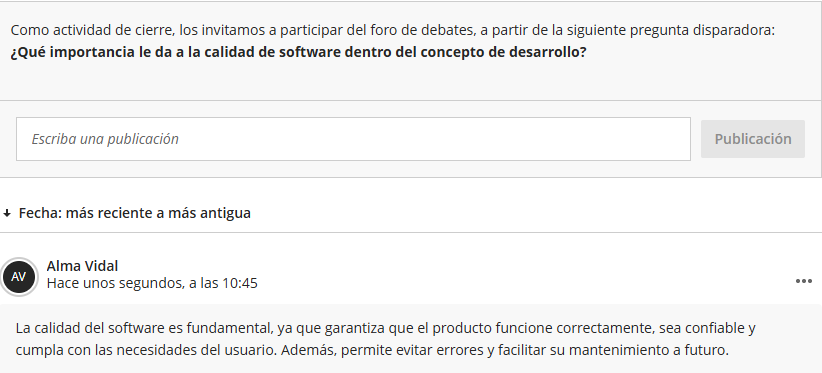 Como actividad de cierre, los invitamos a participar del foro de debates, a partir de la siguiente pregunta disparadora:
¿Qué importancia le da a la calidad de software dentro del concepto de desarrollo?
Escriba una publicación
Publicación
Fecha: más reciente a más antigua
AV
Alma Vidal
Hace unos segundos, a las 10:45
La calidad del software es fundamental, ya que garantiza que el producto funcione correctamente, sea confiable y
cumpla con las necesidades del usuario. Además, permite evitar errores y facilitar su mantenimiento a futuro.